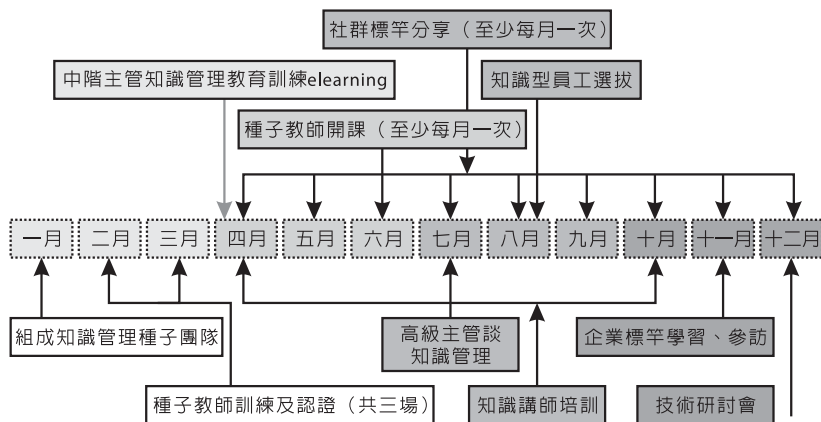 社群標竿分享（至少每月一次）
中階主管知識管理教育訓練elearning
知識型員工選拔
種子教師開課（至少每月一次）
一月
二月
三月
四月
五月
六月
七月
八月
九月
十月
十一月
十二月
組成知識管理種子團隊
高級主管談
知識管理
企業標竿學習、參訪
種子教師訓練及認證（共三場）
知識講師培訓
技術研討會